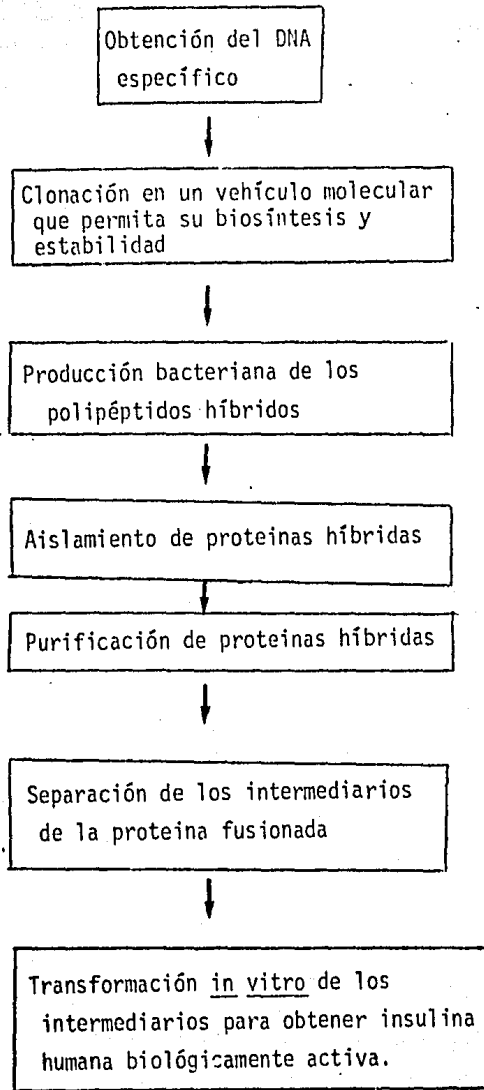 Obtención del DNA
específico
Clonación en un vehículo molecular
que permita su biosíntesis y
estabilidad
Producción bacteriana de los
polipéptidos híbridos
Aislamiento de proteinas híbridas
Purificación de proteinas híbridas
Separación de los intermediarios
de la proteina fusionada
Transformación in vitro de los
intermediarios para obtener insulina
humana biológicamente activa.